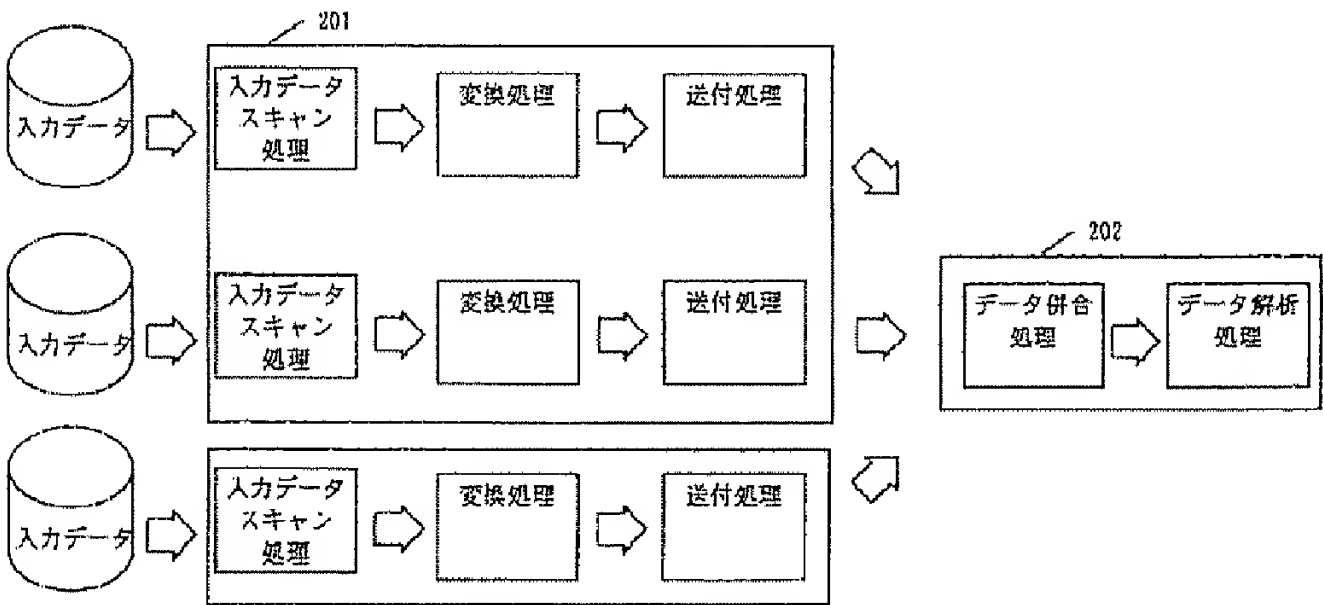 201
入力データ
入力データ
スキャン
処理
変換処理
送付処理
202
入力データ
入力データ
スキャン
処理
変換処理
送付処理
データ併合
処理
データ解析
処理
入力データ
入力データ
スキャン
処理
変換処理
送付処理